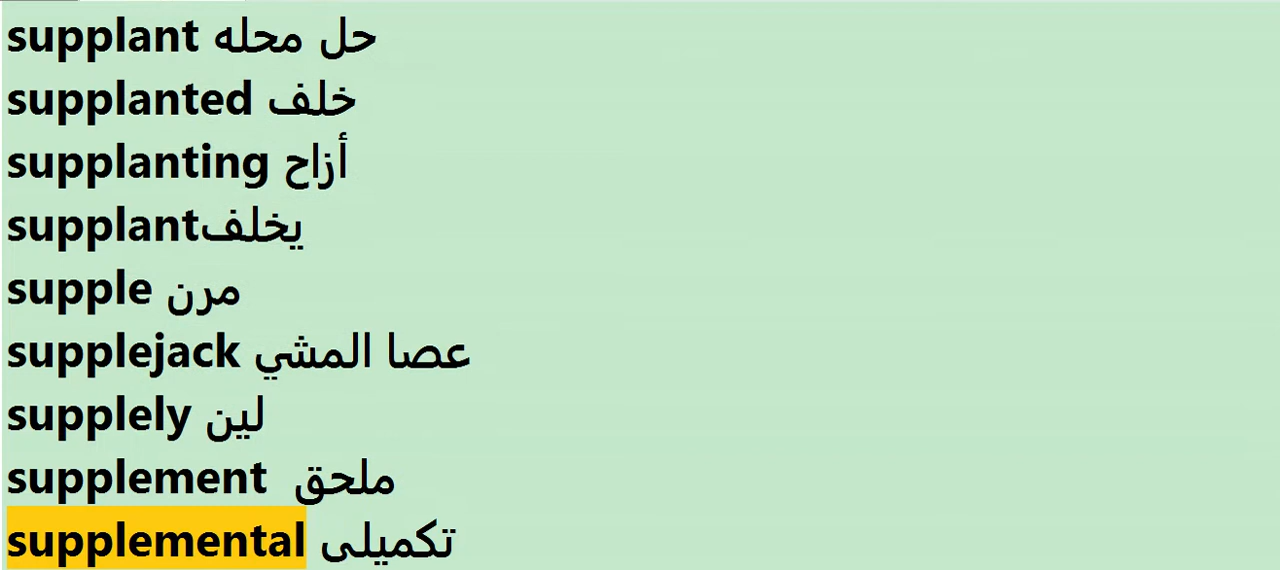 supplant حل محله
supplanted خلف
supplanting أزاح
supplantيخلف
supple مرن
supplejack عصا المشي
supplely لين
supplement ملحق
supplemental تكميلى